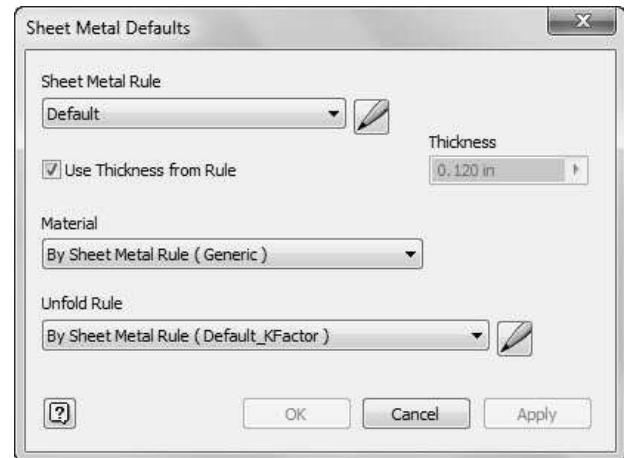 Sheet Metal Defaults
Sheet Metal Rule
Default
Thickness
Use Thickness from Rule
0.120 in
Material
By Sheet Metal Rule ( Generic )
Unfold Rule
By Sheet Metal Rule ( Default_KFactor )
OK Cancel Apply